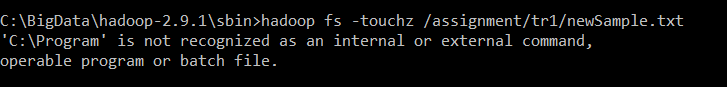 C:\BigData\hadoop-2.9.1\sbin>hadoop fs -touchz /assignment/tr1/newSample.txt
'C:\Program' is not recognized as an internal or external command,
operable program or batch file.